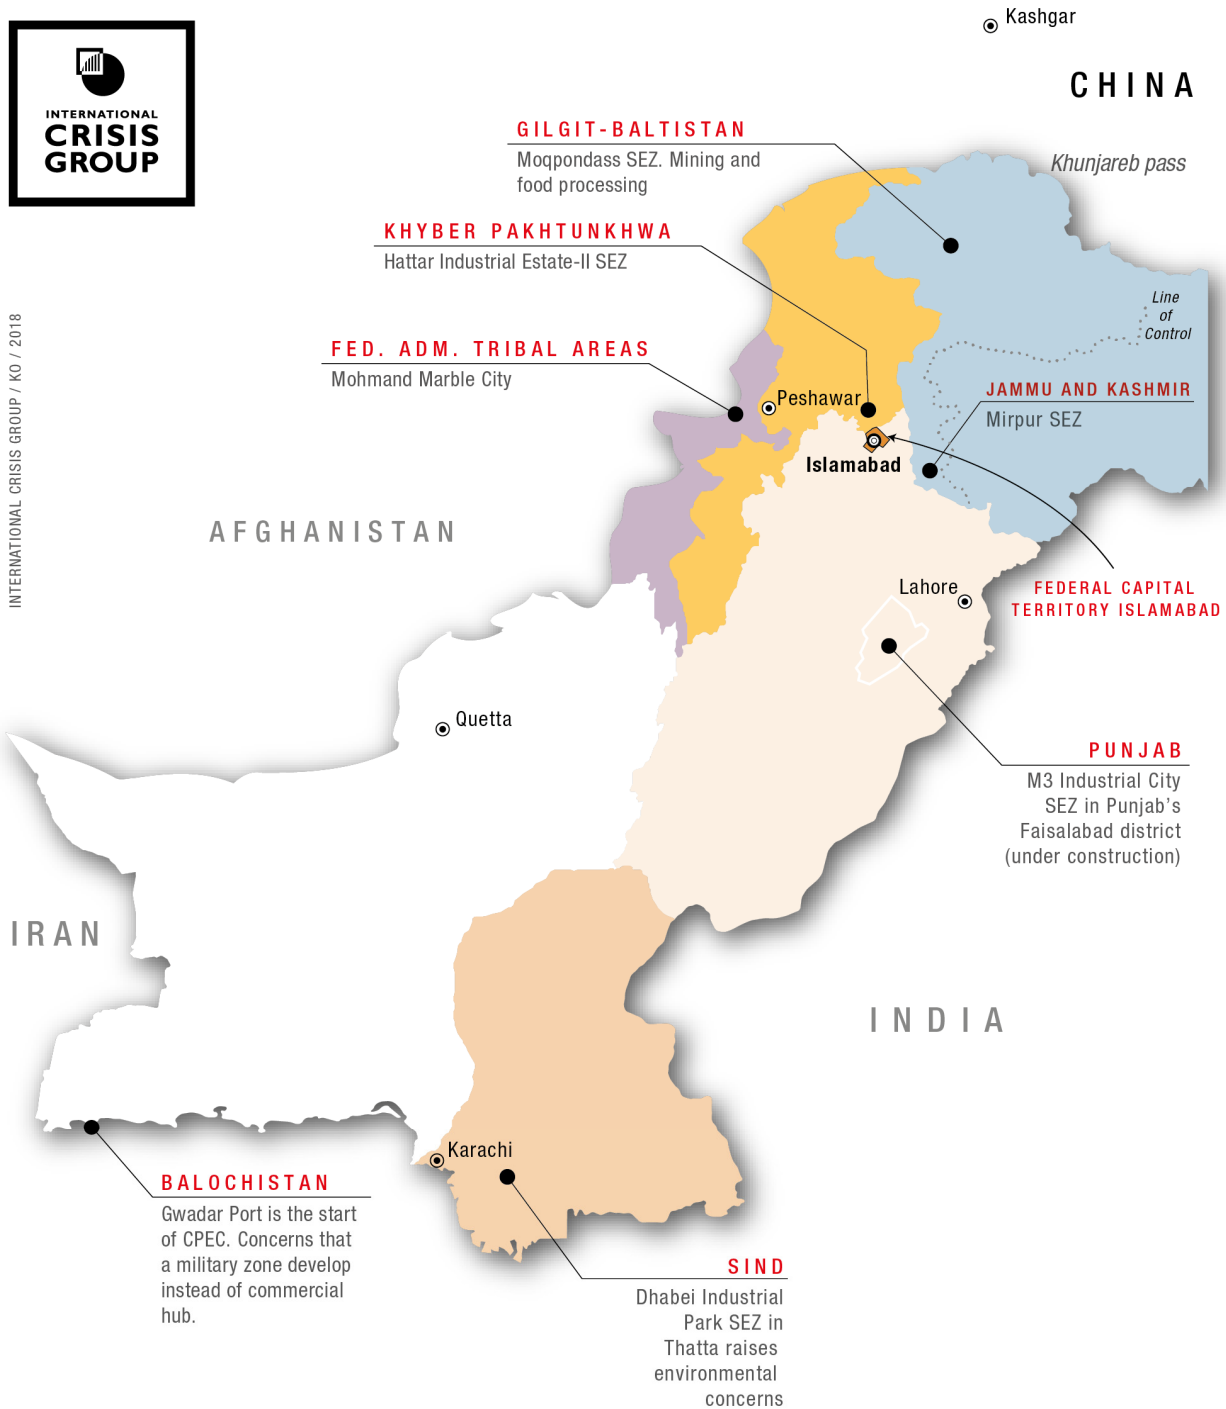 Kashgar
CHINA
INTERNATIONAL
CRISIS
GROUP
GILGIT-BALTISTAN
Moqpondass SEZ. Mining and
food processing
Khunjareb pass
KHYBER PAKHTUNKHWA
Hattar Industrial Estate-II SEZ
Line
of
Control
FED. ADM. TRIBAL AREAS
Mohmand Marble City
JAMMU AND KASHMIR
Mirpur SEZ
Peshawar
Islamabad
INTERNATIONAL CRISIS GROUP / KO / 2018
AFGHANISTAN
Lahore
FEDERAL CAPITAL
TERRITORY ISLAMABAD
Quetta
PUNJAB
M3 Industrial City
SEZ in Punjab’s
Faisalabad district
(under construction)
IRAN
INDIA
Karachi
BALOCHISTAN
Gwadar Port is the start
of CPEC. Concerns that
a military zone develop
instead of commercial
hub.
SIND
Dhabei Industrial
Park SEZ in
Thatta raises
environmental
concerns